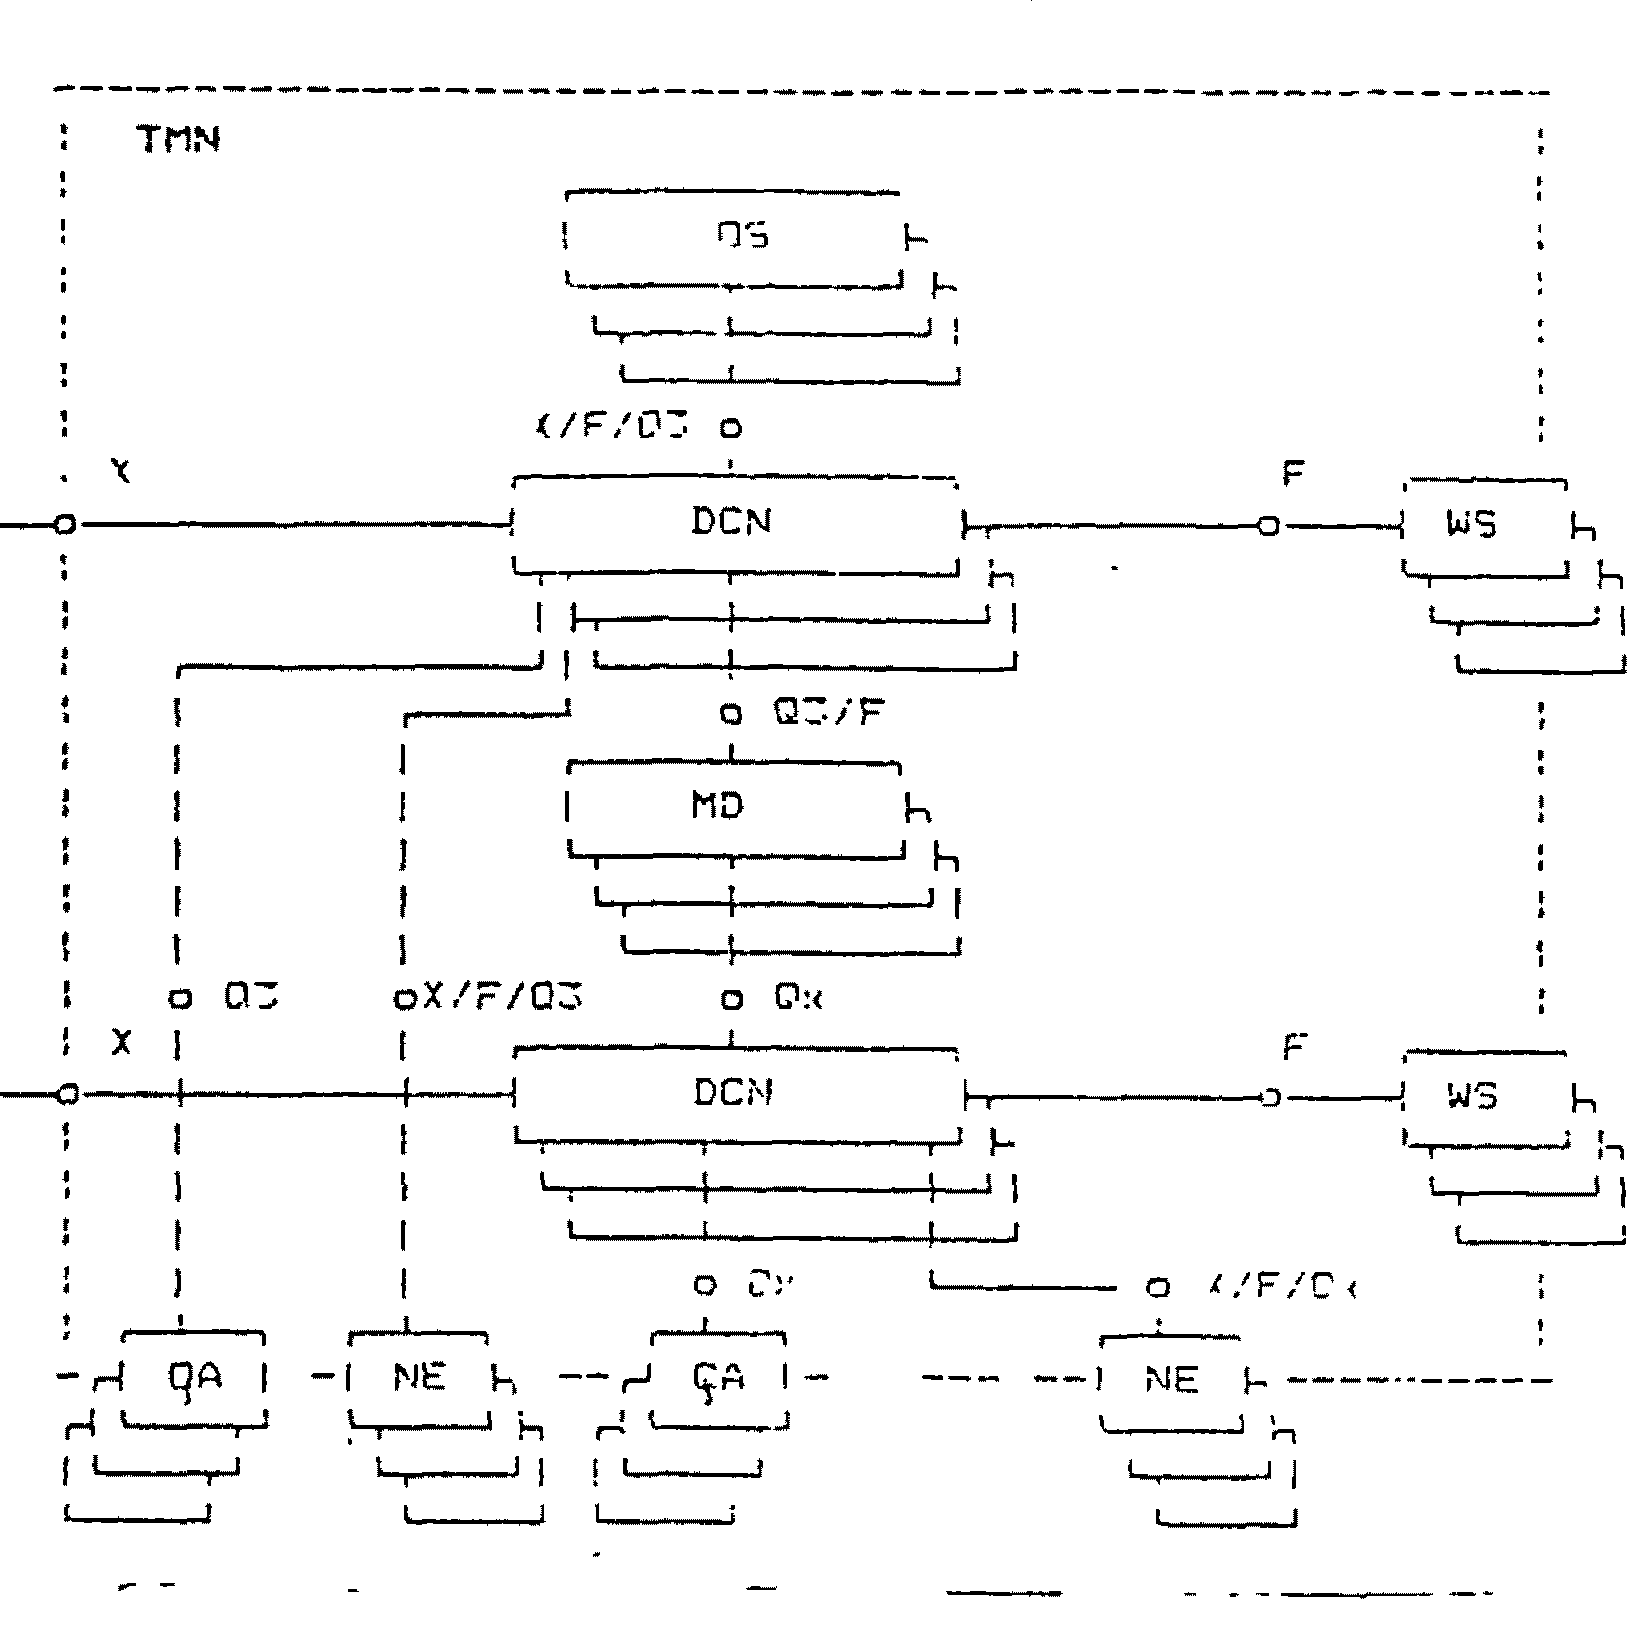 TMN
OS
X/F/Q3
X
F
DCN
WS
Q3/F
MD
Q3
X/F/Q3
Qx
X
F
DCN
WS
Qx
X/F/Qx
QA
NE
QA
NE